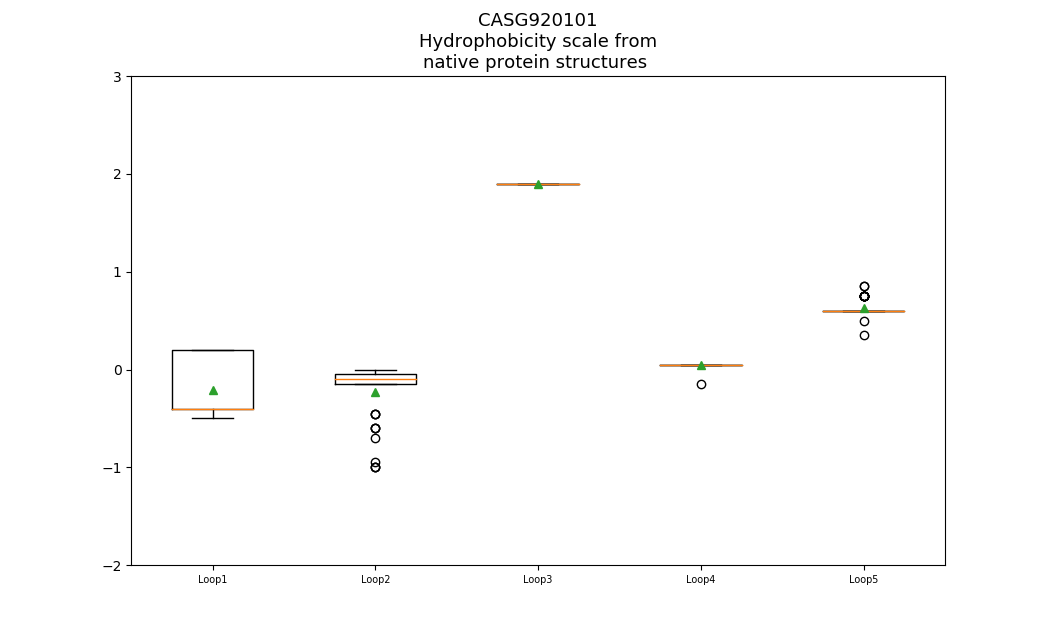 CASG920101
Hydrophobicity scale from
native protein structures
3
2
1
0
−1
−2
Loop1
Loop2
Loop3
Loop4
Loop5